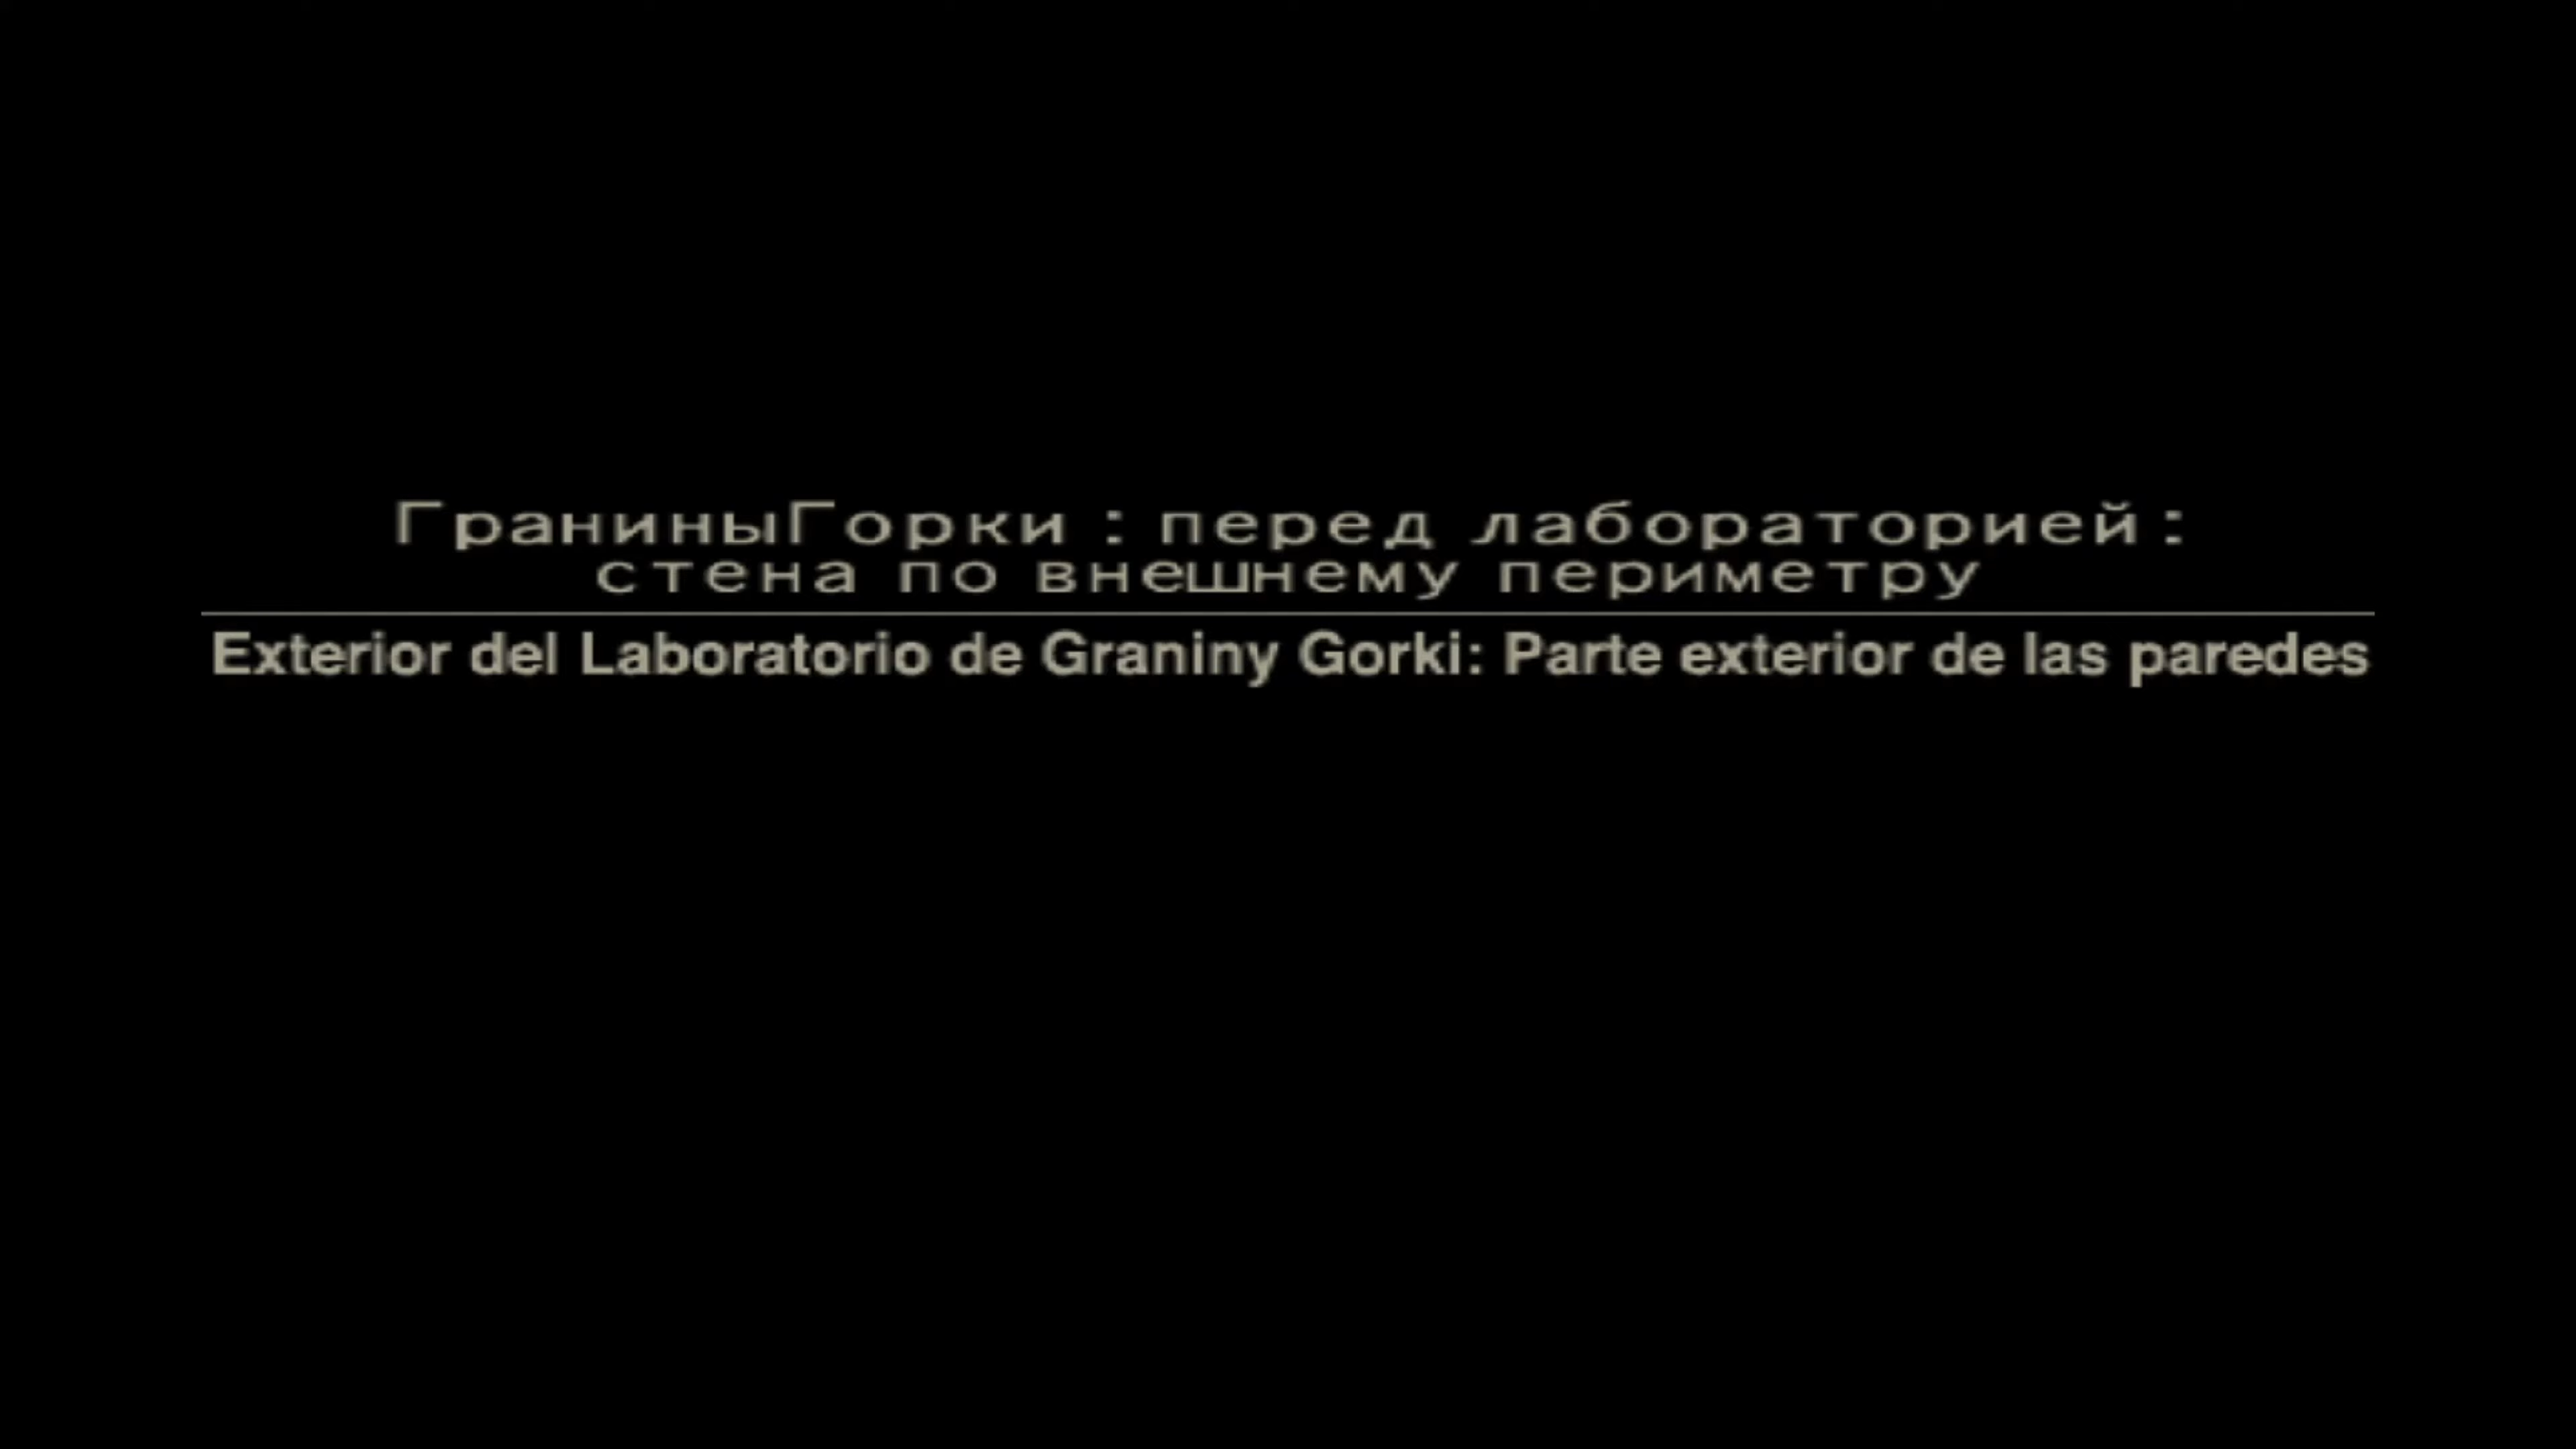 ГраниныГорки : перед лабораторией :
стена по внешнему периметру
Exterior del Laboratorio de Graniny Gorki: Parte exterior de las paredes